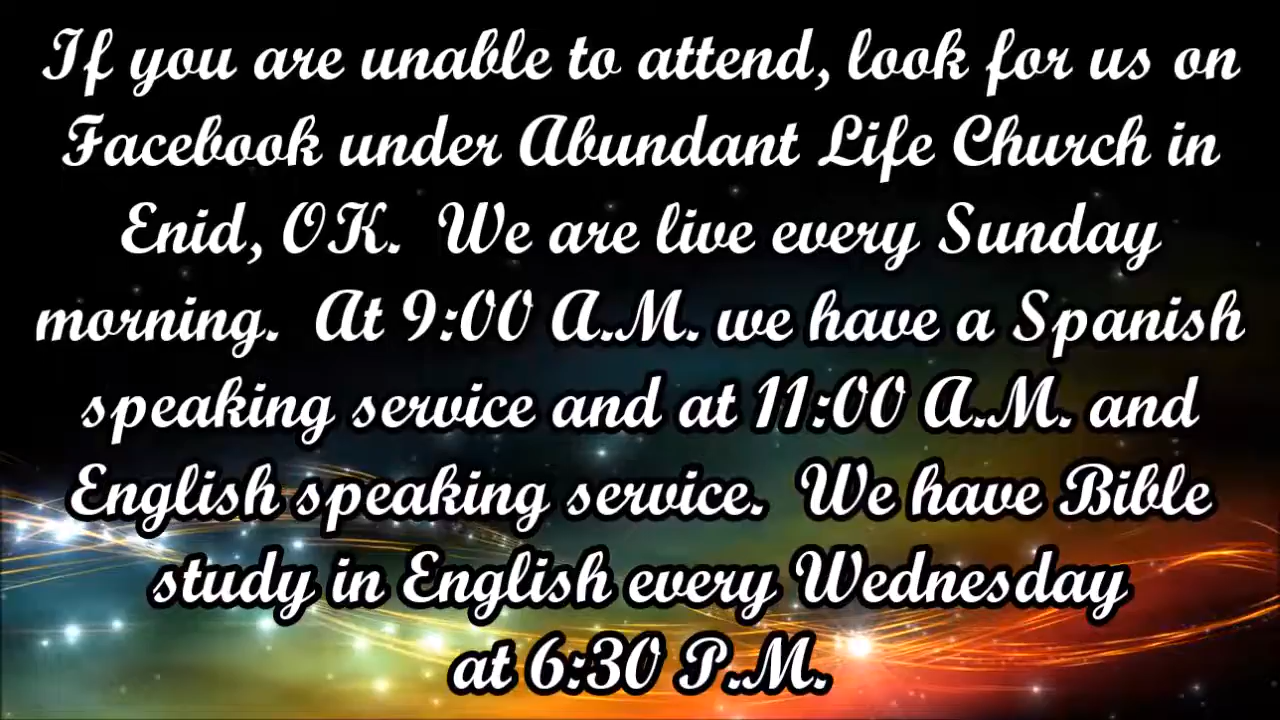 If you are unable to attend, look for us on
Facebook under Abundant Life Church in
Enid, OK. We are live every Sunday
morning. At 9:00 A.M. we have a Spanish
speaking service and at 11:00 A.M. and
English speaking service. We have Bible
study in English every Wednesday
at 6:30 P.M.